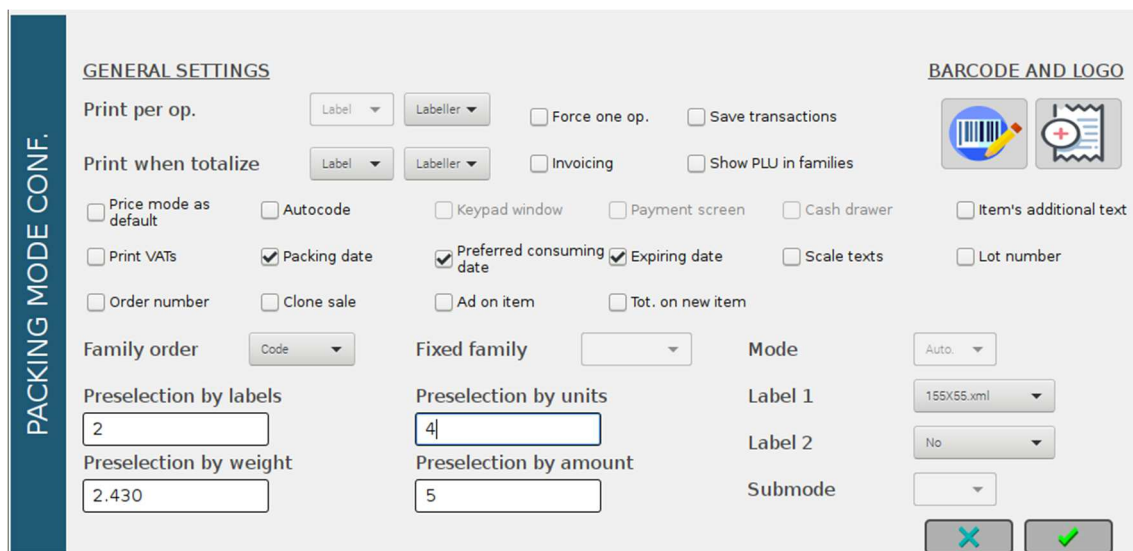 PACKING MODE CONF.
GENERAL SETTINGS
BARCODE AND LOGO
Print per op.
Label
Labeller
Force one op.
Save transactions
Print when totalize
Label
Labeller
Invoicing
Show PLU in families
Price mode as
default
Autocode
Keypad window
Payment screen
Cash drawer
Item's additional text
Print VATs
Packing date
Preferred consuming
date
Expiring date
Scale texts
Lot number
Order number
Clone sale
Ad on item
Tot. on new item
Family order
Code
Fixed family
Mode
Auto.
Preselection by labels
Preselection by units
Label 1
155X55.xml
2
4
Label 2
No
Preselection by weight
Preselection by amount
2.430
5
Submode